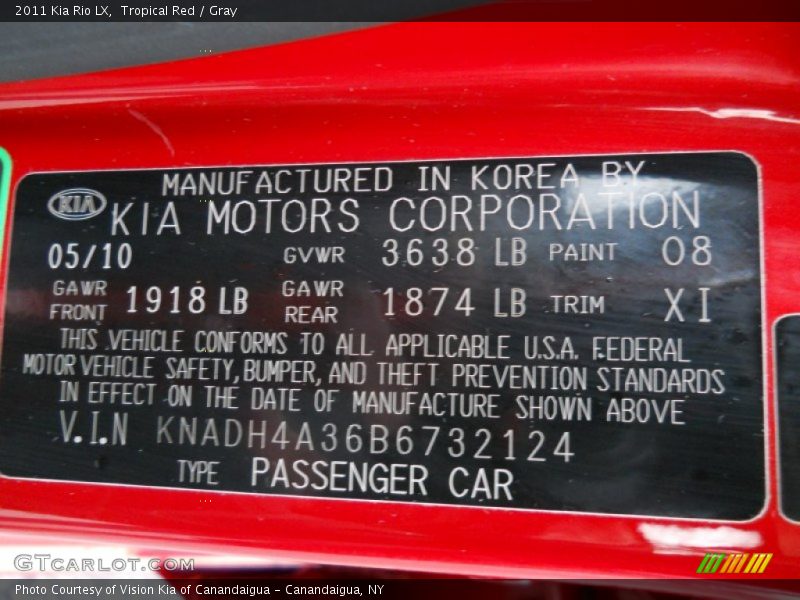 2011 Kia Rio LX, Tropical Red / Gray
MANUFACTURED IN KOREA BY
KIA KIA MOTORS CORPORATION
05/10 GVWR 3638 LB PAINT 08
GAWR FRONT 1918 LB GAWR REAR 1874 LB TRIM XI
THIS VEHICLE CONFORMS TO ALL APPLICABLE U.S.A. FEDERAL
MOTOR VEHICLE SAFETY, BUMPER, AND THEFT PREVENTION STANDARDS
IN EFFECT ON THE DATE OF MANUFACTURE SHOWN ABOVE
V.I.N KNADH4A36B6732124
TYPE PASSENGER CAR
GTCarLot.com
Photo Courtesy of Vision Kia of Canandaigua - Canandaigua, NY